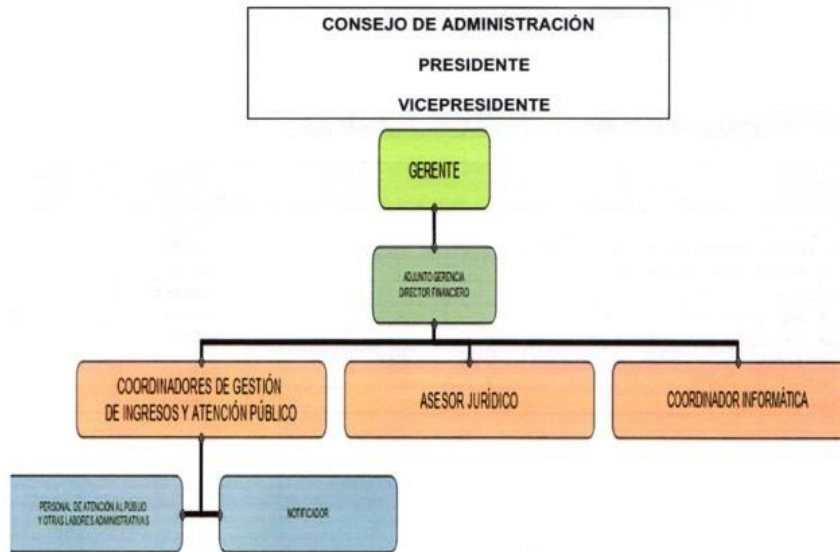 CONSEJO DE ADMINISTRACIÓN
PRESIDENTE
VICEPRESIDENTE
GERENTE
ADJUNTO GERENCIA
DIRECTOR FINANCIERO
COORDINADORES DE GESTIÓN
DE INGRESOS Y ATENCIÓN PÚBLICO
ASESOR JURÍDICO
COORDINADOR INFORMÁTICA
PERSONAL DE ATENCIÓN AL PÚBLIO
Y OTRAS LABORES ADMINISTRATIVAS
NOTIFICADOR